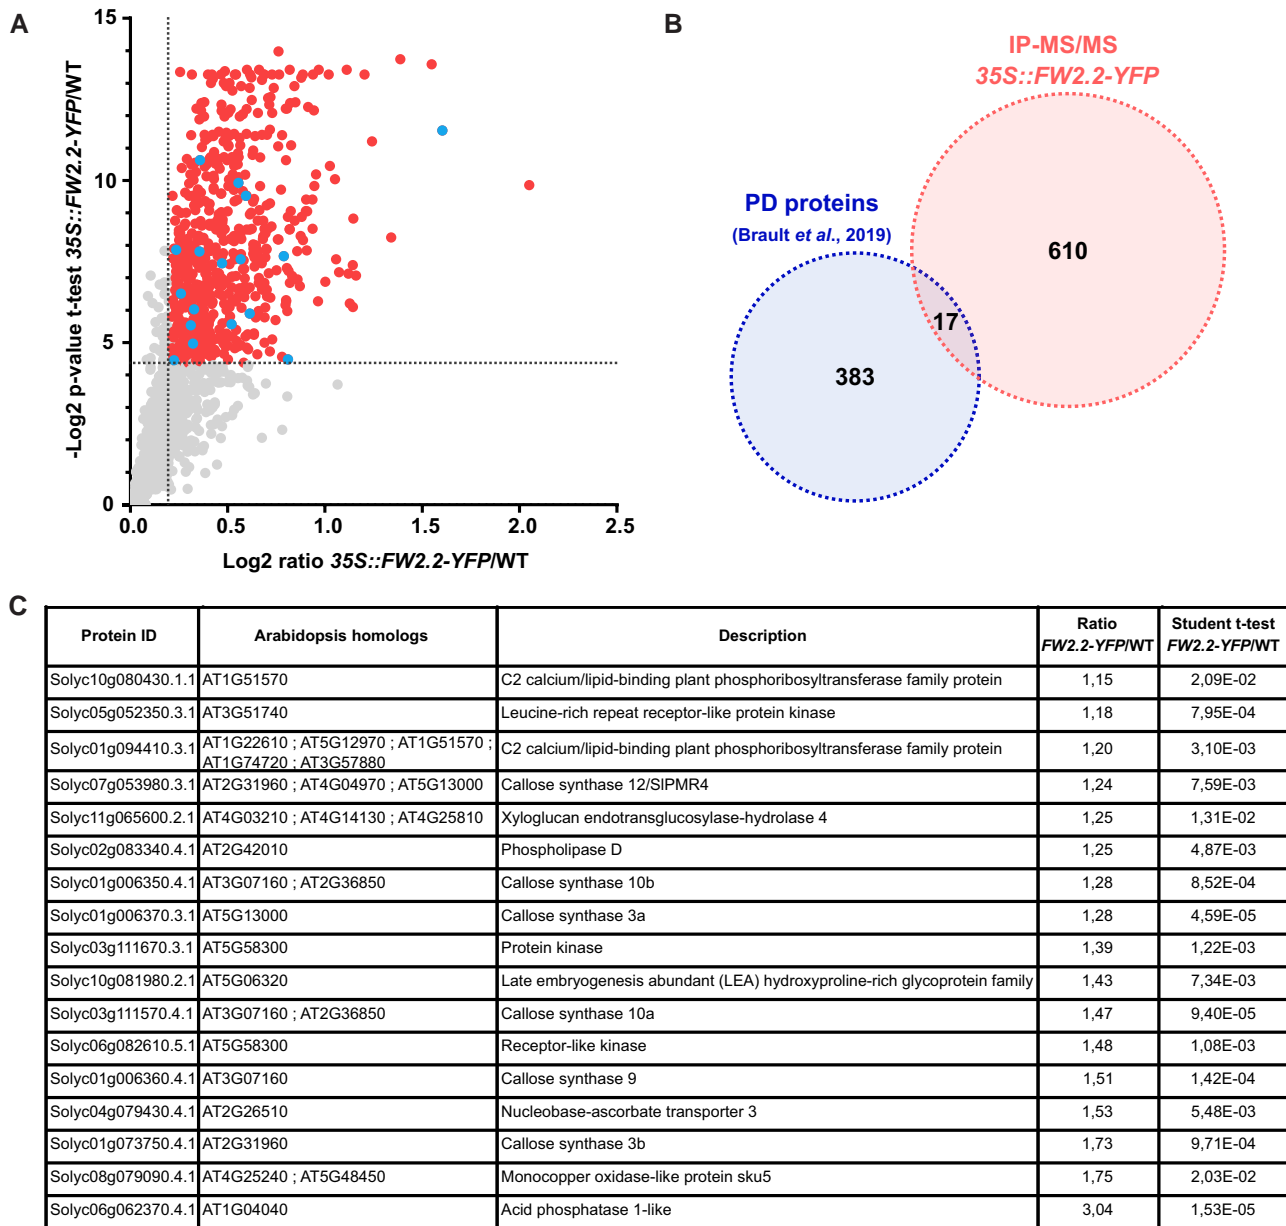 A
15
10
5
0
0.0 0.5 1.0 1.5 2.0 2.5
-Log2 p-value t-test 35S::FW2.2-YFP/WT
Log2 ratio 35S::FW2.2-YFP/WT
B
IP-MS/MS
35S::FW2.2-YFP
PD proteins
(Brault et al., 2019)
610
17
383
C
Protein ID Arabidopsis homologs Description Ratio FW2.2-YFP/WT Student t-test FW2.2-YFP/WT
Solyc10g080430.1.1 AT1G51570 C2 calcium/lipid-binding plant phosphoribosyltransferase family protein 1,15 2,09E-02
Solyc05g052350.3.1 AT3G51740 Leucine-rich repeat receptor-like protein kinase 1,18 7,95E-04
Solyc01g094410.3.1 AT1G22610 ; AT5G12970 ; AT1G51570 ; AT1G74720 ; AT3G57880 C2 calcium/lipid-binding plant phosphoribosyltransferase family protein 1,20 3,10E-03
Solyc07g053980.3.1 AT2G31960 ; AT4G04970 ; AT5G13000 Callose synthase 12/SlPMR4 1,24 7,59E-03
Solyc11g065600.2.1 AT4G03210 ; AT4G14130 ; AT4G25810 Xyloglucan endotransglucosylase-hydrolase 4 1,25 1,31E-02
Solyc02g083340.4.1 AT2G42010 Phospholipase D 1,25 4,87E-03
Solyc01g006350.4.1 AT3G07160 ; AT2G36850 Callose synthase 10b 1,28 8,52E-04
Solyc01g006370.3.1 AT5G13000 Callose synthase 3a 1,28 4,59E-05
Solyc03g111670.3.1 AT5G58300 Protein kinase 1,39 1,22E-03
Solyc10g081980.2.1 AT5G06320 Late embryogenesis abundant (LEA) hydroxyproline-rich glycoprotein family 1,43 7,34E-03
Solyc03g111570.4.1 AT3G07160 ; AT2G36850 Callose synthase 10a 1,47 9,40E-05
Solyc06g082610.5.1 AT5G58300 Receptor-like kinase 1,48 1,08E-03
Solyc01g006360.4.1 AT3G07160 Callose synthase 9 1,51 1,42E-04
Solyc04g079430.4.1 AT2G26510 Nucleobase-ascorbate transporter 3 1,53 5,48E-03
Solyc01g073750.4.1 AT2G31960 Callose synthase 3b 1,73 9,71E-04
Solyc08g079090.4.1 AT4G25240 ; AT5G48450 Monocopper oxidase-like protein sku5 1,75 2,03E-02
Solyc06g062370.4.1 AT1G04040 Acid phosphatase 1-like 3,04 1,53E-05